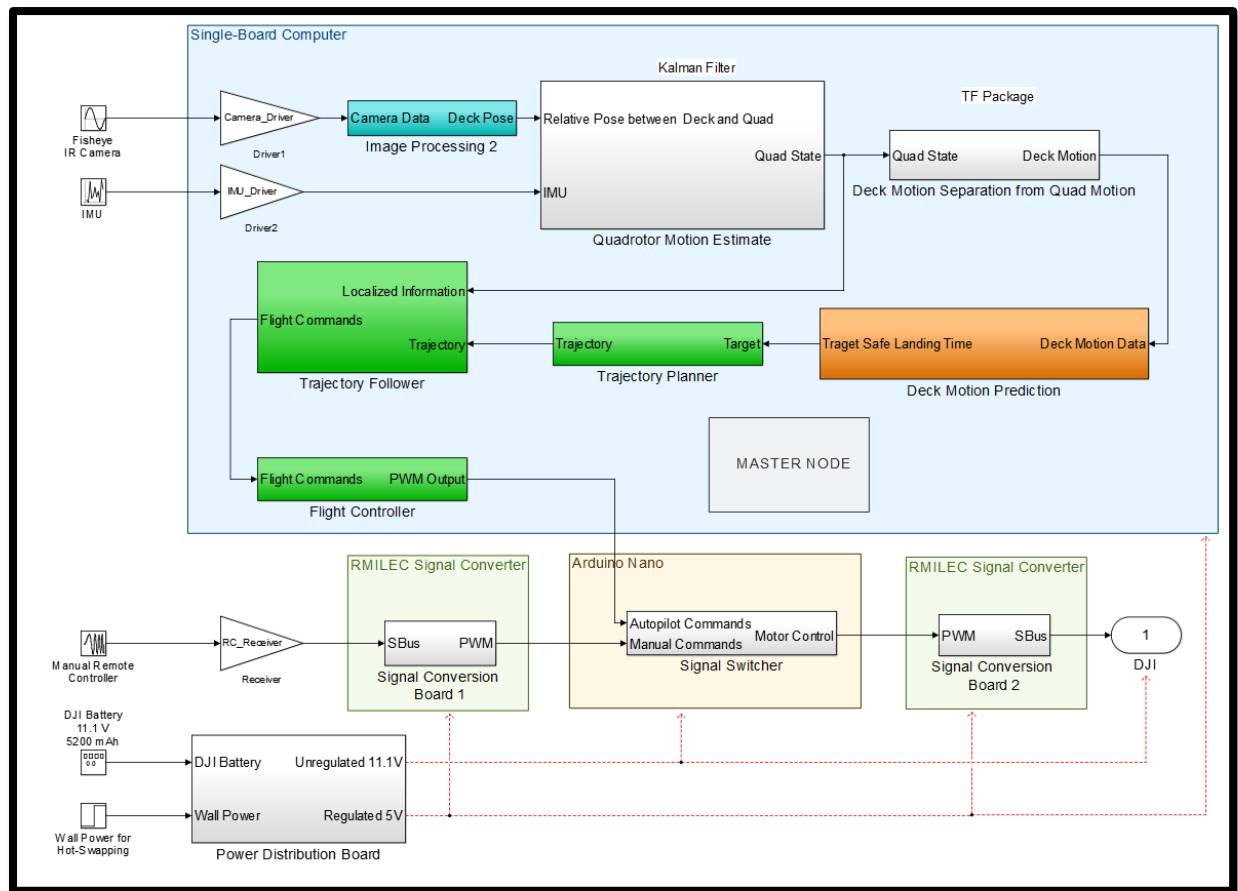 Single-Board Computer
Kalman Filter
TF Package
Fisheye
IR Camera
Camera_Driver
Driver1
Camera Data
Deck Pose
Image Processing 2
Relative Pose between Deck and Quad
Quad State
IMU
Quadrotor Motion Estimate
Quad State
Deck Motion
Deck Motion Separation from Quad Motion
IMU
IMU_Driver
Driver2
Localized Information
Flight Commands
Trajectory
Trajectory Follower
Trajectory
Target
Trajectory Planner
Traget Safe Landing Time
Deck Motion Data
Deck Motion Prediction
MASTER NODE
Flight Commands
PWM Output
Flight Controller
RMILEC Signal Converter
Arduino Nano
RMILEC Signal Converter
Manual Remote
Controller
RC_Receiver
Receiver
SBus
PWM
Signal Conversion
Board 1
Autopilot Commands
Manual Commands
Motor Control
Signal Switcher
PWM
SBus
Signal Conversion
Board 2
1
DJI
DJI Battery
11.1 V
5200 mAh
DJI Battery
Unregulated 11.1V
Wall Power
Regulated 5V
Power Distribution Board
Wall Power for
Hot-Swapping